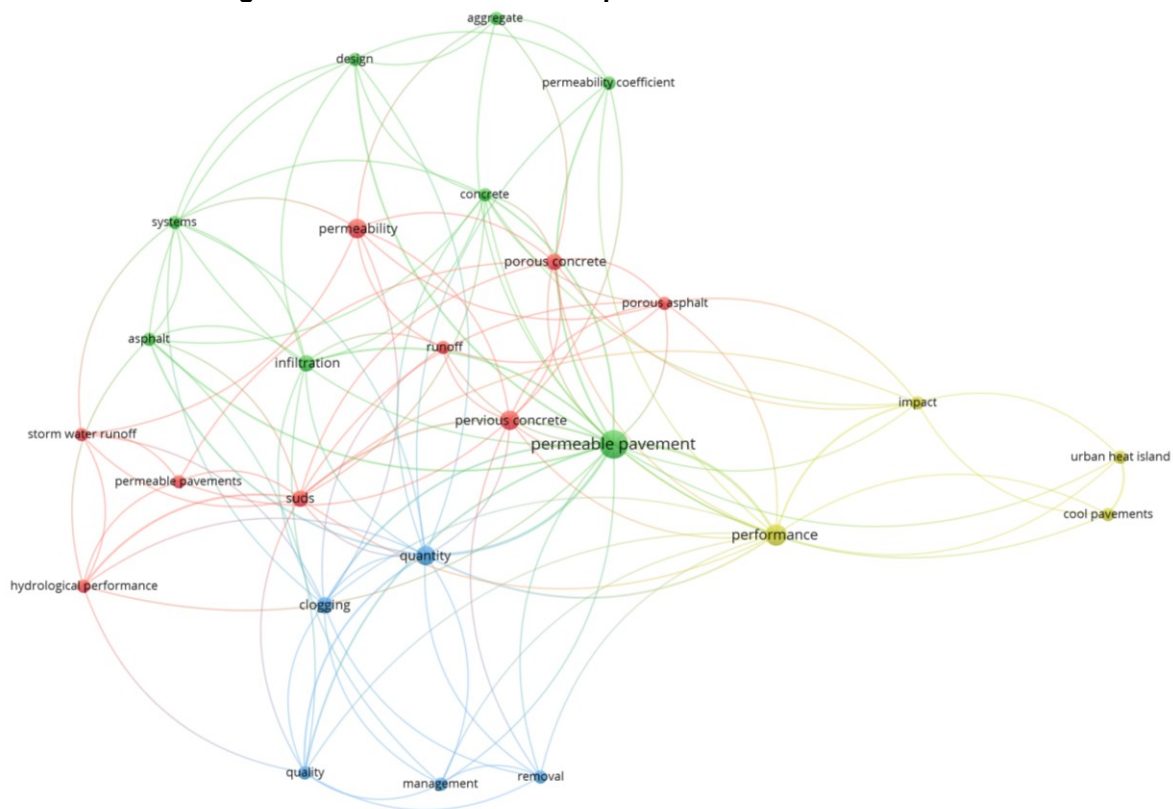 aggregate
design
permeability coefficient
concrete
systems
permeability
porous concrete
porous asphalt
asphalt
runoff
infiltration
impact
pervious concrete
storm water runoff
permeable pavement
urban heat island
permeable pavements
suds
cool pavements
performance
quantity
hydrological performance
clogging
quality
management
removal